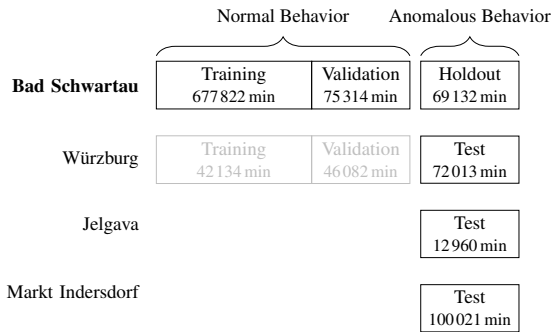 Normal Behavior Anomalous Behavior
Bad Schwartau Training Validation Holdout
677 822 min 75 314 min 69 132 min
Würzburg Training Validation Test
42 134 min 46 082 min 72 013 min
Jelgava Test
12 960 min
Markt Indersdorf Test
100 021 min